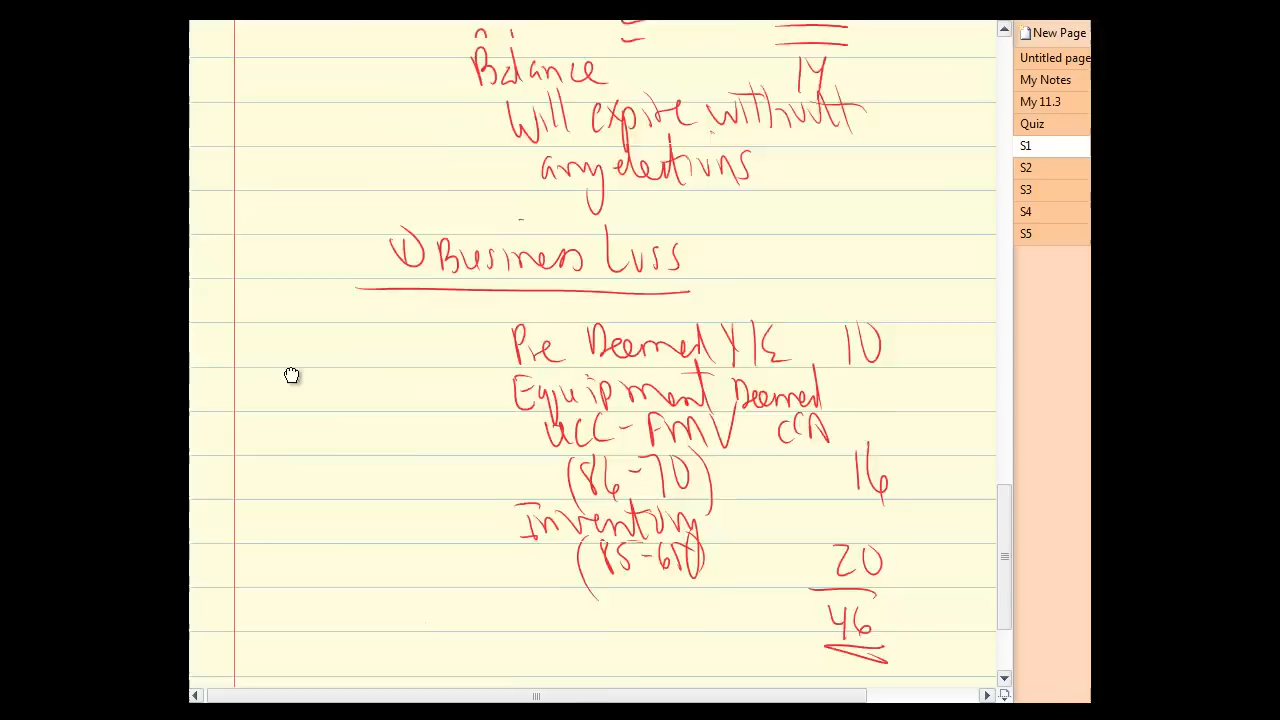 Balance 14
will expire without
any elections
1) Business Loss
Pre Deemed Y/E 10
Equipment Deemed
UCC - FMV CCA
(86-70) 16
Inventory
(85-65) 20
46
New Page
Untitled page
My Notes
My 11.3
Quiz
S1
S2
S3
S4
S5